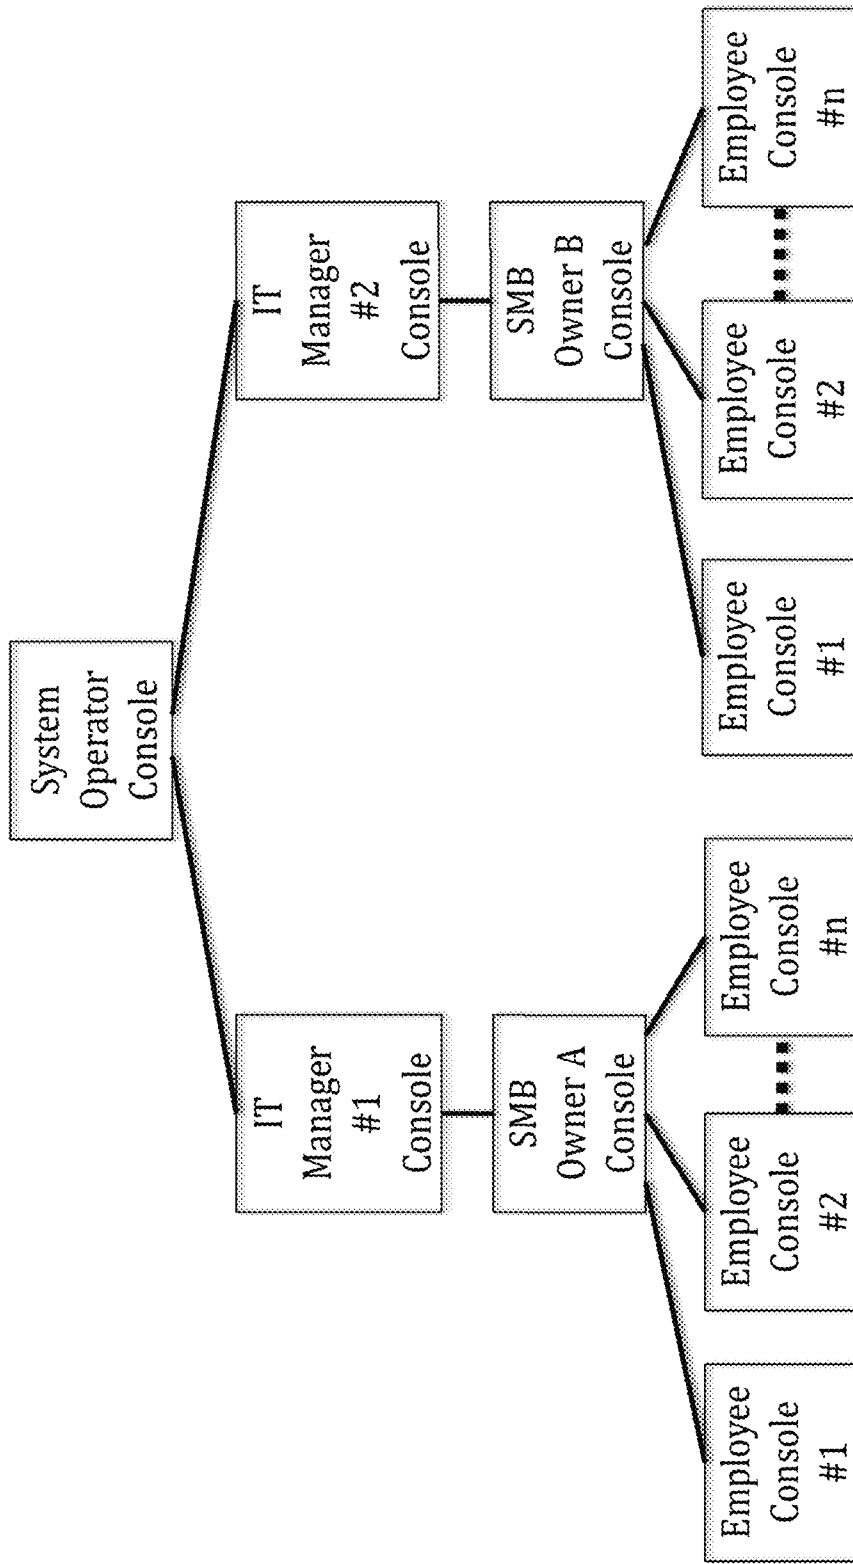 System
Operator
Console
IT
Manager
#1
Console
IT
Manager
#2
Console
SMB
Owner A
Console
SMB
Owner B
Console
Employee
Console
#1
Employee
Console
#2
Employee
Console
#n
Employee
Console
#1
Employee
Console
#2
Employee
Console
#n